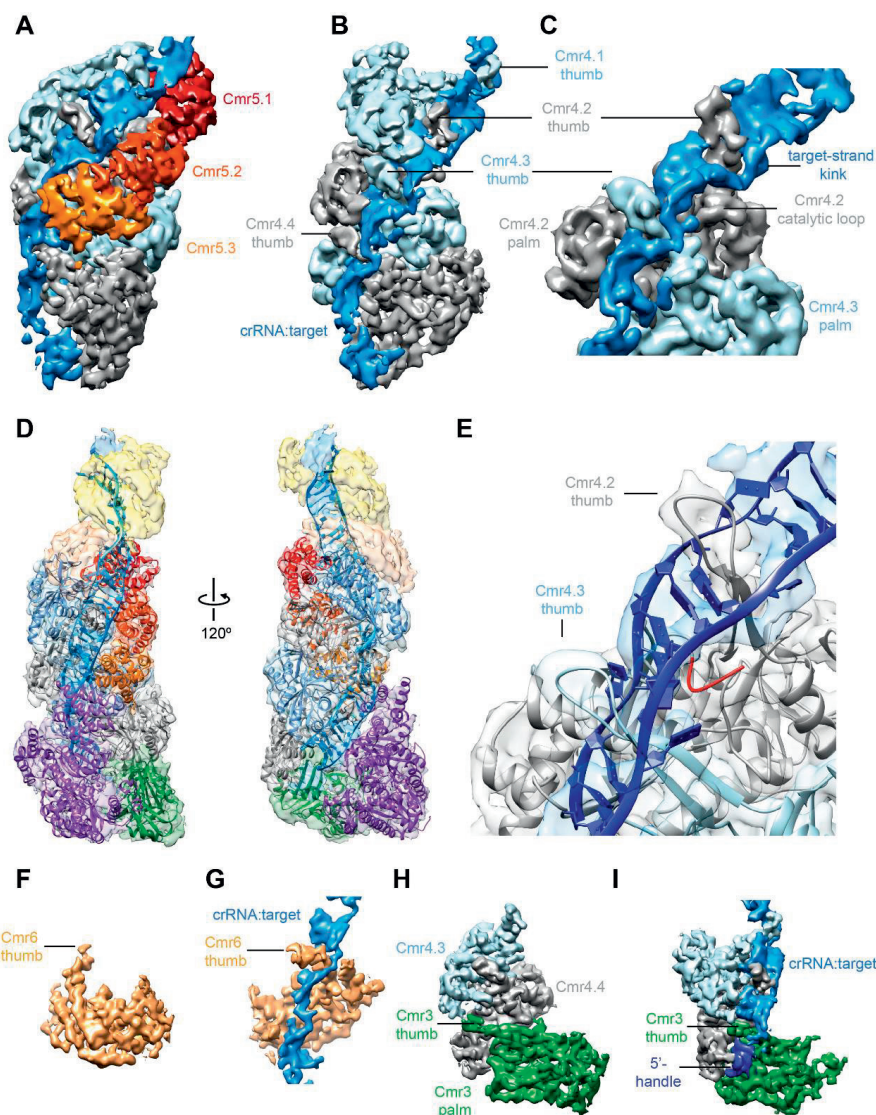 A
B
C
Cmr5.1
Cmr5.2
Cmr5.3
Cmr4.1
thumb
Cmr4.2
thumb
Cmr4.3
thumb
Cmr4.4
thumb
crRNA:target
target-strand
kink
Cmr4.2
palm
Cmr4.2
catalytic loop
Cmr4.3
palm
D
120º
E
Cmr4.2
thumb
Cmr4.3
thumb
F
Cmr6
thumb
G
crRNA:target
Cmr6
thumb
H
Cmr4.3
Cmr4.4
Cmr3
thumb
Cmr3
palm
I
crRNA:target
Cmr3
thumb
5'-
handle